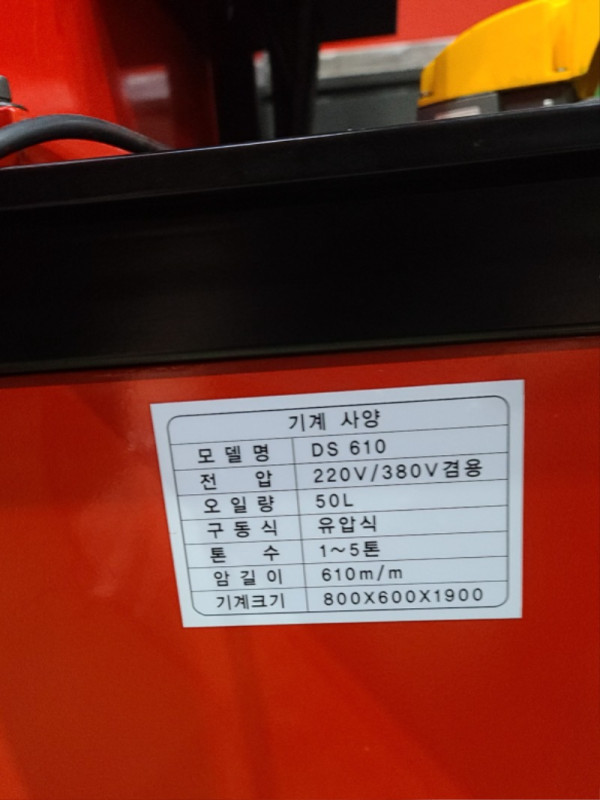 기계 사양
모델명 DS 610
전 압 220V/380V겸용
오일량 50L
구동식 유압식
톤 수 1~5톤
암길이 610m/m
기계크기 800X600X1900